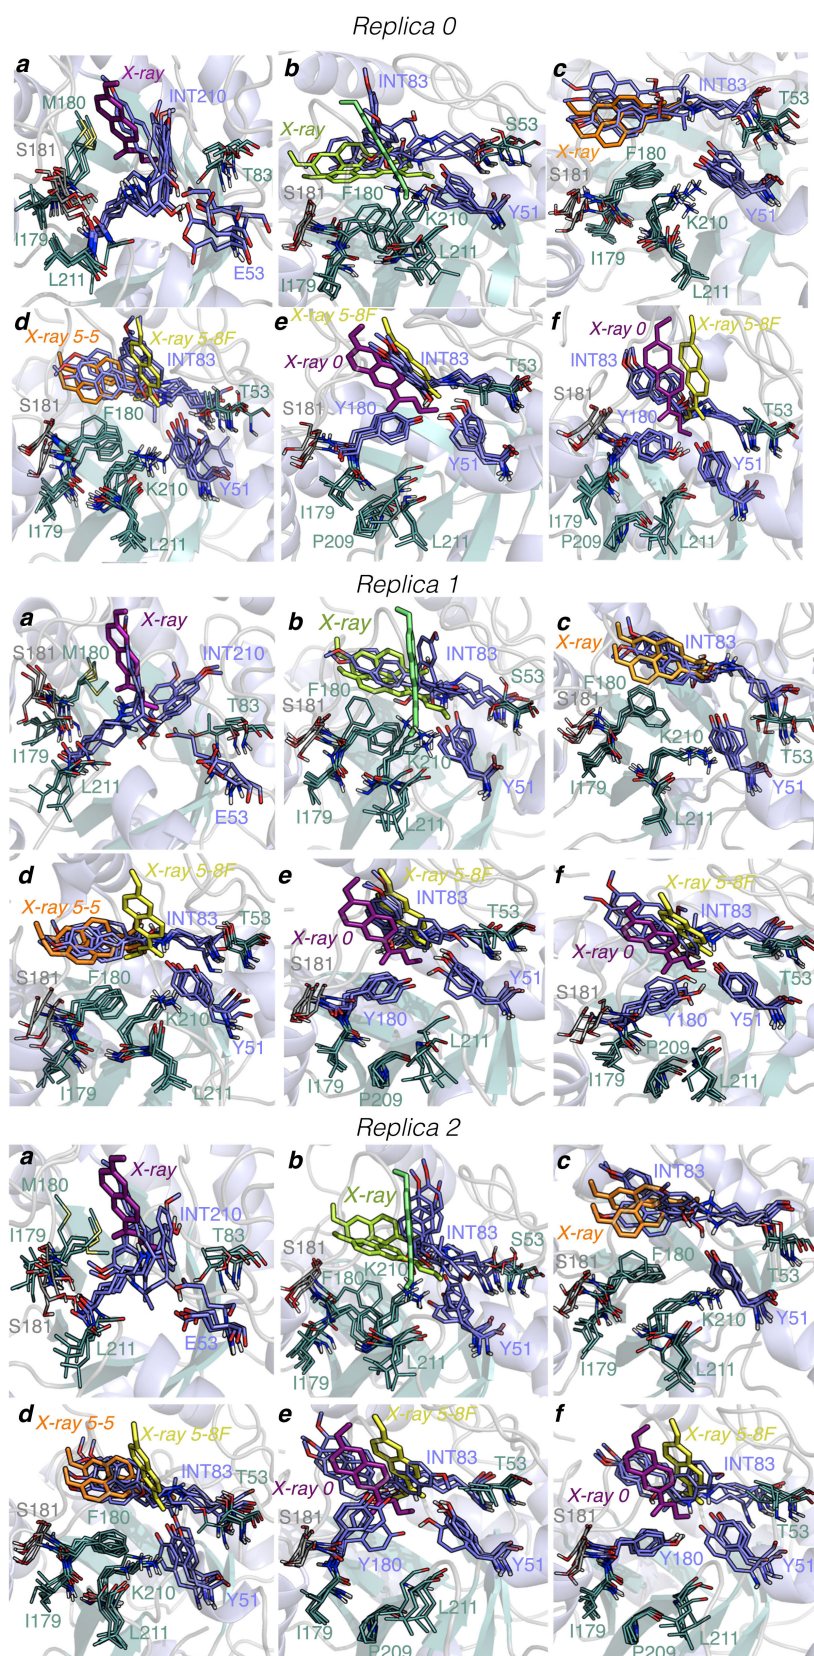 Replica 0
a
X-ray
M180
INT210
S181
T83
I179
L211
E53
b
INT83
X-ray
S53
S181
F180
K210
Y51
L211
I179
c
INT83
T53
X-ray
F180
S181
K210
Y51
I179
L211
d
X-ray 5-5
X-ray 5-8F
INT83
S181
F180
T53
K210
Y51
I179
L211
e
X-ray 5-8F
X-ray 0
INT83
T53
S181
Y180
Y51
I179
P209
L211
f
X-ray 0
X-ray 5-8F
INT83
S181
Y180
T53
Y51
I179
P209
L211
Replica 1
a
X-ray
S181
M180
INT210
T83
I179
L211
E53
b
X-ray
INT83
F180
S181
S53
K210
Y51
I179
L211
c
X-ray
INT83
F180
S181
K210
T53
I179
Y51
L211
d
X-ray 5-8F
X-ray 5-5
INT83
T53
S181
F180
K210
Y51
I179
L211
e
X-ray 5-8F
INT83
X-ray 0
T53
S181
Y51
Y180
L211
I179
P209
f
X-ray 5-8F
INT83
X-ray 0
T53
S181
Y180
Y51
P209
I179
L211
Replica 2
a
X-ray
M180
INT210
I179
T83
S181
L211
E53
b
X-ray
INT83
S181
K210
S53
F180
Y51
I179
L211
c
INT83
X-ray
F180
S181
T53
K210
Y51
I179
L211
d
X-ray 5-5
X-ray 5-8F
INT83
T53
S181
F180
K210
Y51
I179
L211
e
X-ray 5-8F
INT83
T53
X-ray 0
S181
Y180
Y51
L211
I179
P209
f
X-ray 5-8F
INT83
X-ray 0
S181
T53
Y180
Y51
I179
P209
L211